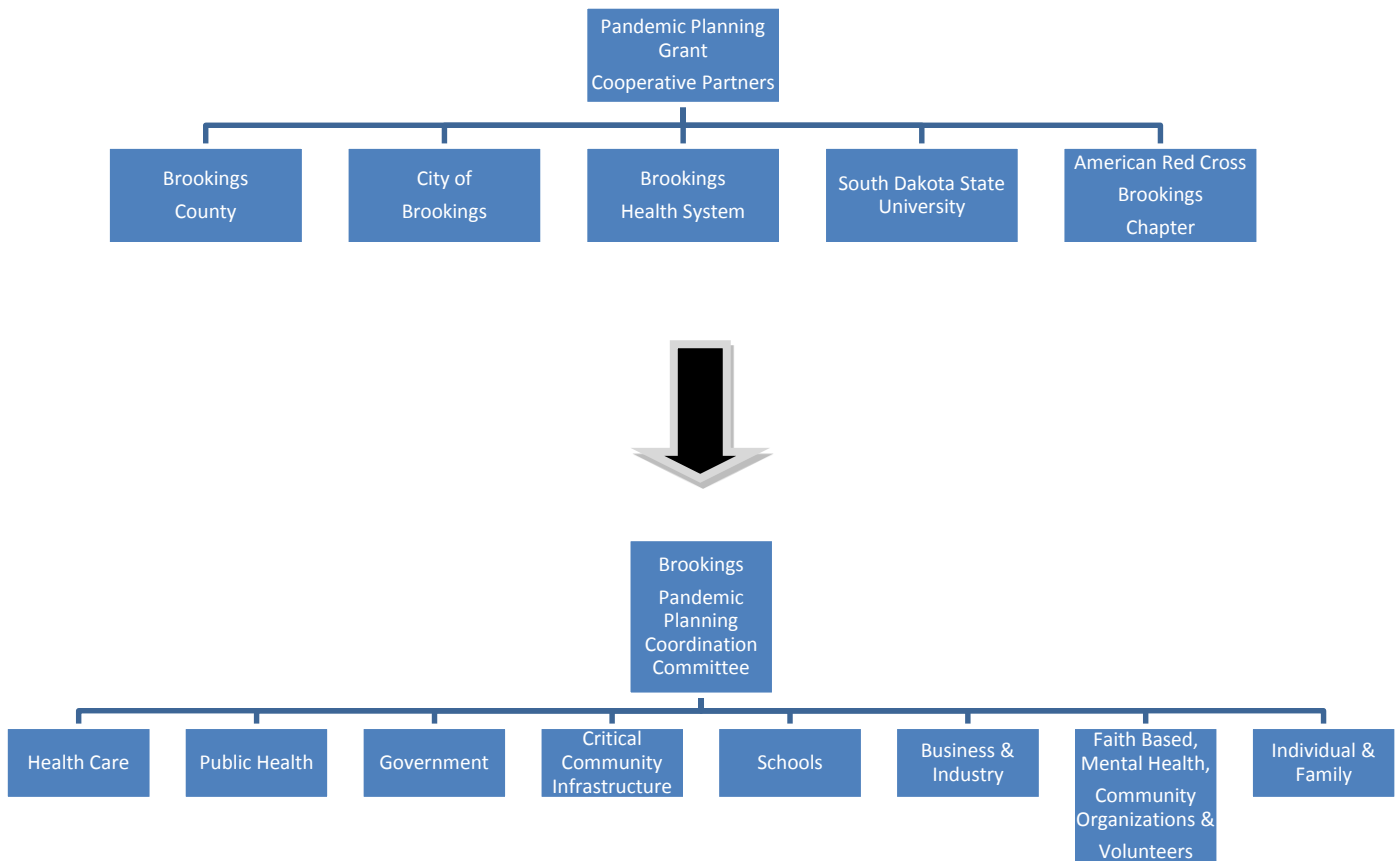 Pandemic Planning
Grant
Cooperative Partners
Brookings
County
City of
Brookings
Brookings
Health System
South Dakota State
University
American Red Cross
Brookings
Chapter
Brookings
Pandemic
Planning
Coordination
Committee
Health Care
Public Health
Government
Critical
Community
Infrastructure
Schools
Business &
Industry
Faith Based,
Mental Health,
Community
Organizations &
Volunteers
Individual &
Family